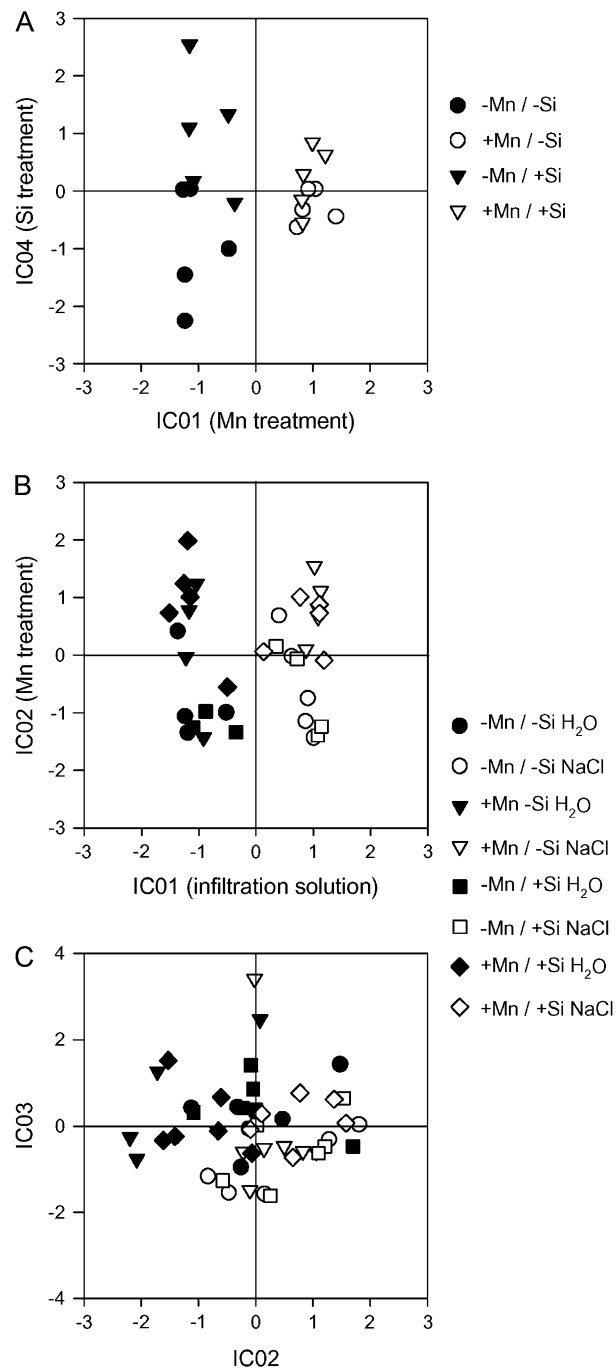 A
3
2
1
0
-1
-2
-3
IC04 (Si treatment)
-3 -2 -1 0 1 2 3
IC01 (Mn treatment)
-Mn / -Si
+Mn / -Si
-Mn / +Si
+Mn / +Si
B
3
2
1
0
-1
-2
-3
IC02 (Mn treatment)
-3 -2 -1 0 1 2 3
IC01 (infiltration solution)
-Mn / -Si H2O
-Mn / -Si NaCl
+Mn -Si H2O
+Mn / -Si NaCl
-Mn / +Si H2O
-Mn / +Si NaCl
+Mn / +Si H2O
+Mn / +Si NaCl
C
4
2
0
-2
-4
IC03
-3 -2 -1 0 1 2 3
IC02